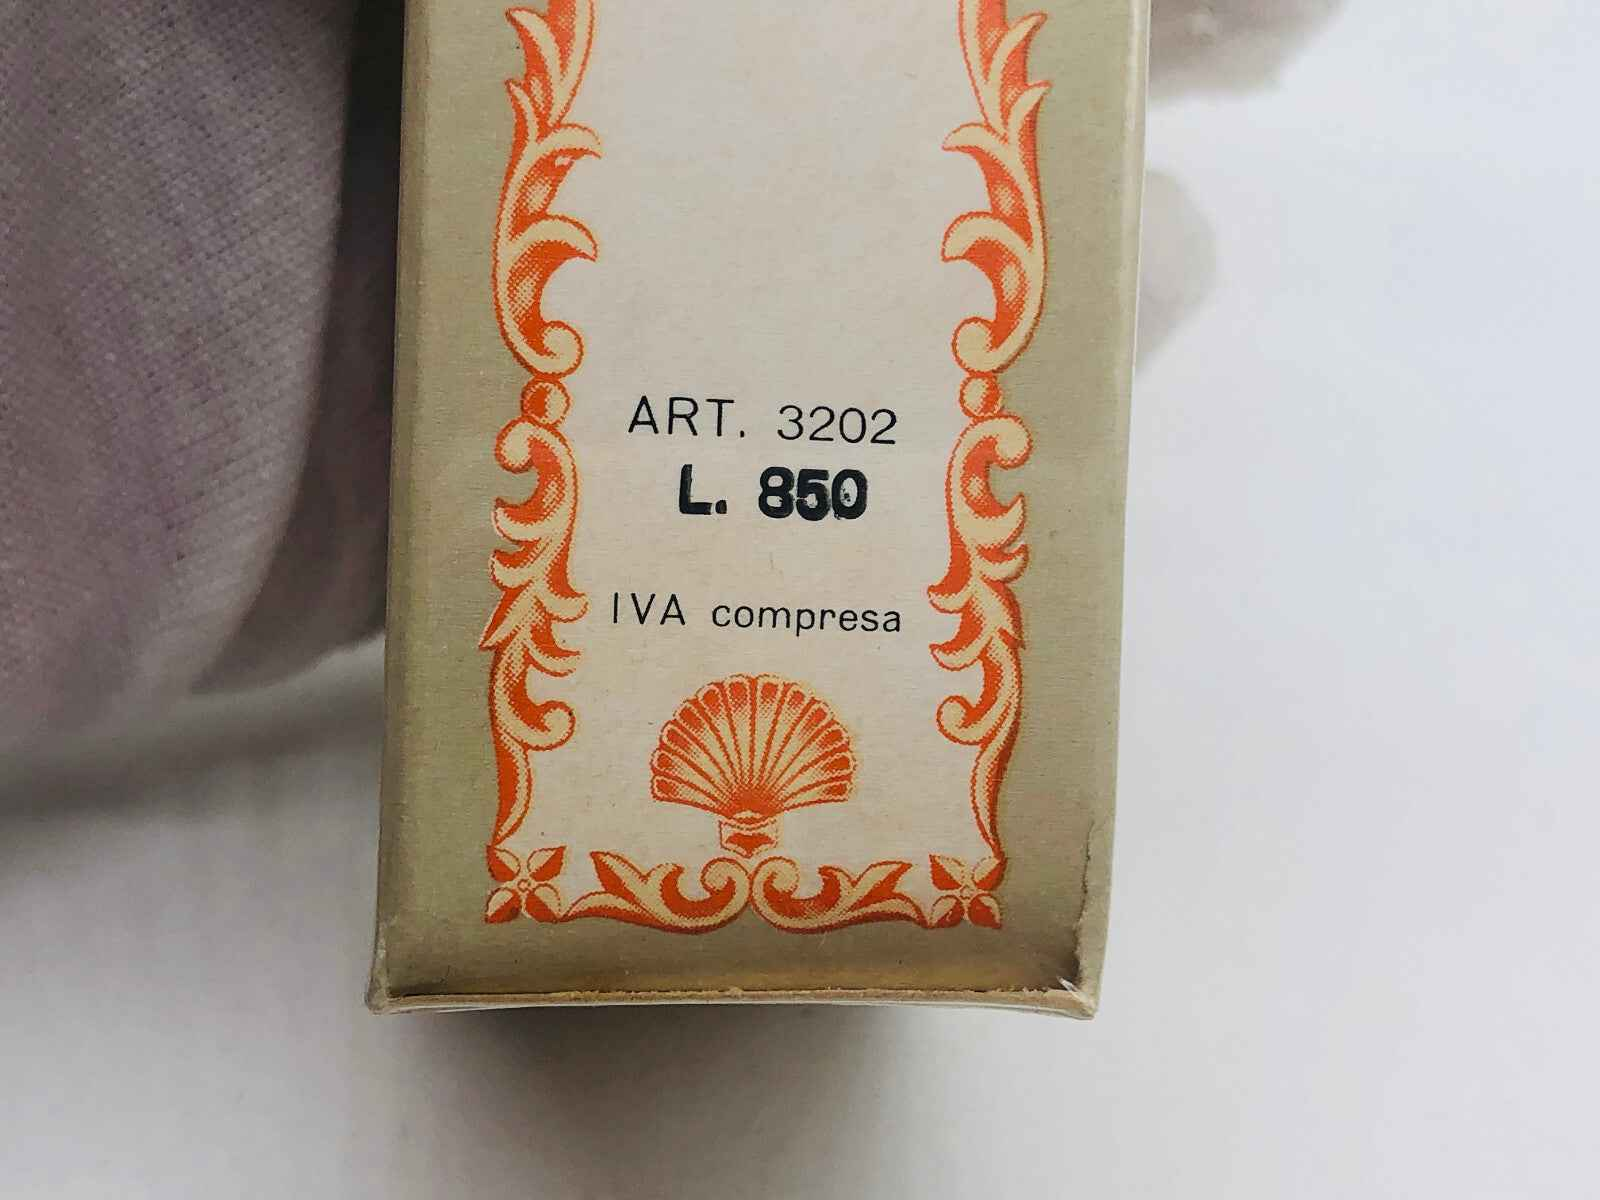 ART. 3202
L. 850
IVA compresa